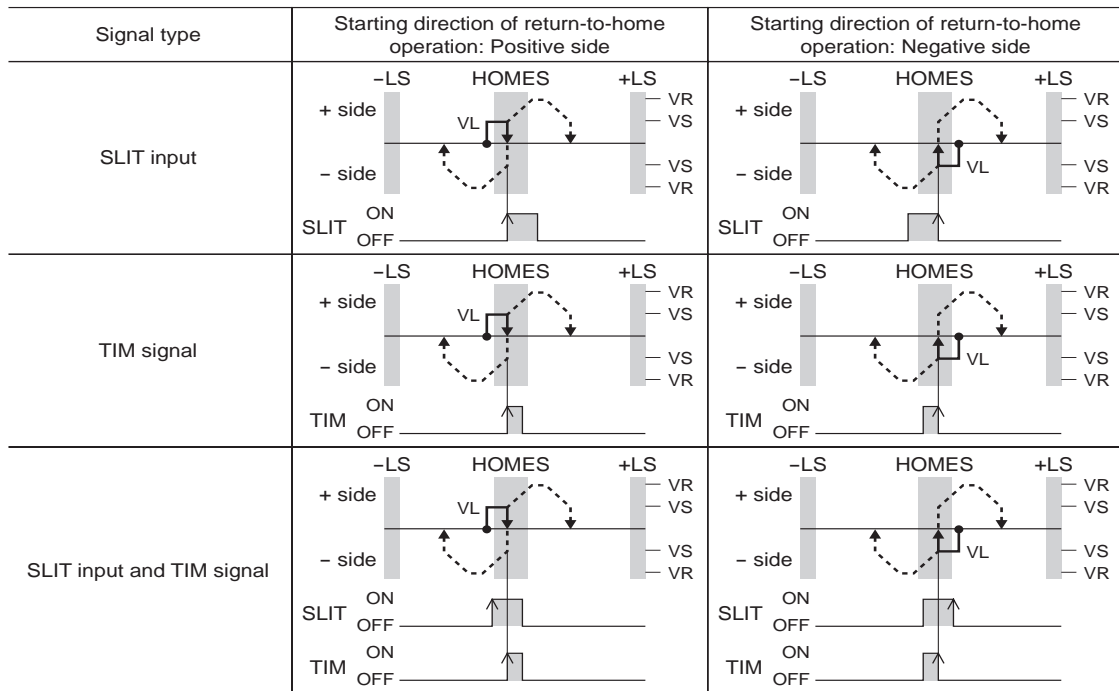 Signal type
Starting direction of return-to-home
operation: Positive side
Starting direction of return-to-home
operation: Negative side
SLIT input
−LS HOMES +LS
+ side
VL
VR
VS
− side
VS
VR
SLIT
ON
OFF
−LS HOMES +LS
+ side
VR
VS
− side
VL
VS
VR
SLIT
ON
OFF
TIM signal
−LS HOMES +LS
+ side
VL
VR
VS
− side
VS
VR
TIM
ON
OFF
−LS HOMES +LS
+ side
VR
VS
− side
VL
VS
VR
TIM
ON
OFF
SLIT input and TIM signal
−LS HOMES +LS
+ side
VL
VR
VS
− side
VS
VR
SLIT
ON
OFF
TIM
ON
OFF
−LS HOMES +LS
+ side
VR
VS
− side
VL
VS
VR
SLIT
ON
OFF
TIM
ON
OFF